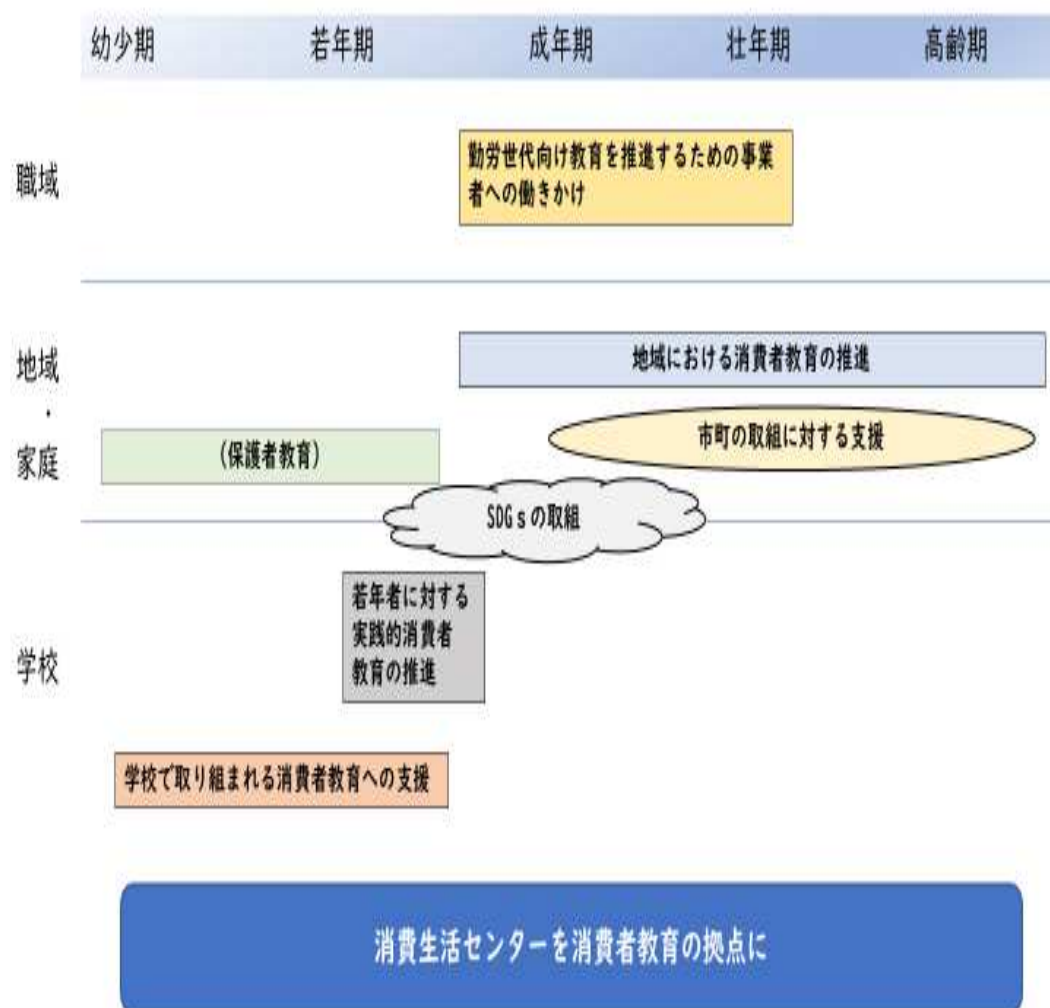 幼少期 若年期 成年期 壮年期 高齢期
職域
勤労世代向け教育を推進するための事業
者への働きかけ
地域
・
家庭
地域における消費者教育の推進
市町の取組に対する支援
(保護者教育)
SDGsの取組
学校
若年者に対する
実践的消費者
教育の推進
学校で取り組まれる消費者教育への支援
消費生活センターを消費者教育の拠点に